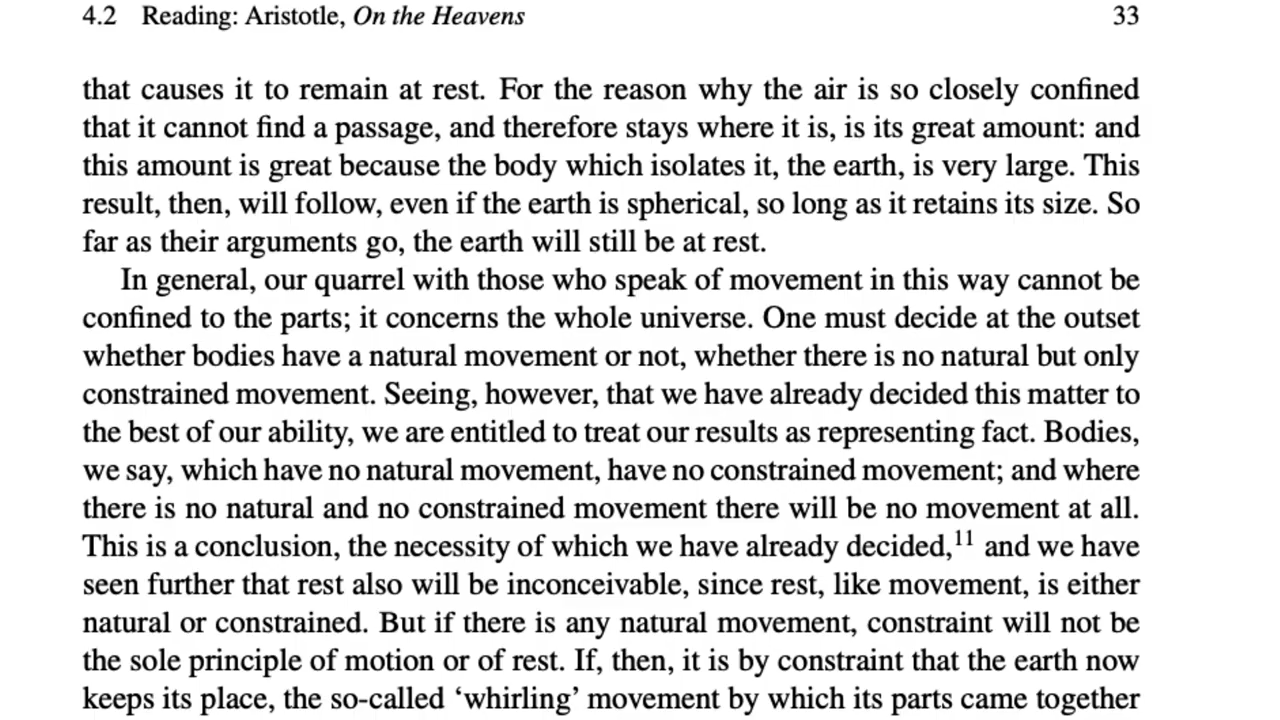 4.2 Reading: Aristotle, On the Heavens 33
that causes it to remain at rest. For the reason why the air is so closely confined
that it cannot find a passage, and therefore stays where it is, is its great amount: and
this amount is great because the body which isolates it, the earth, is very large. This
result, then, will follow, even if the earth is spherical, so long as it retains its size. So
far as their arguments go, the earth will still be at rest.
In general, our quarrel with those who speak of movement in this way cannot be
confined to the parts; it concerns the whole universe. One must decide at the outset
whether bodies have a natural movement or not, whether there is no natural but only
constrained movement. Seeing, however, that we have already decided this matter to
the best of our ability, we are entitled to treat our results as representing fact. Bodies,
we say, which have no natural movement, have no constrained movement; and where
there is no natural and no constrained movement there will be no movement at all.
This is a conclusion, the necessity of which we have already decided,¹¹ and we have
seen further that rest also will be inconceivable, since rest, like movement, is either
natural or constrained. But if there is any natural movement, constraint will not be
the sole principle of motion or of rest. If, then, it is by constraint that the earth now
keeps its place, the so-called ‘whirling’ movement by which its parts came together